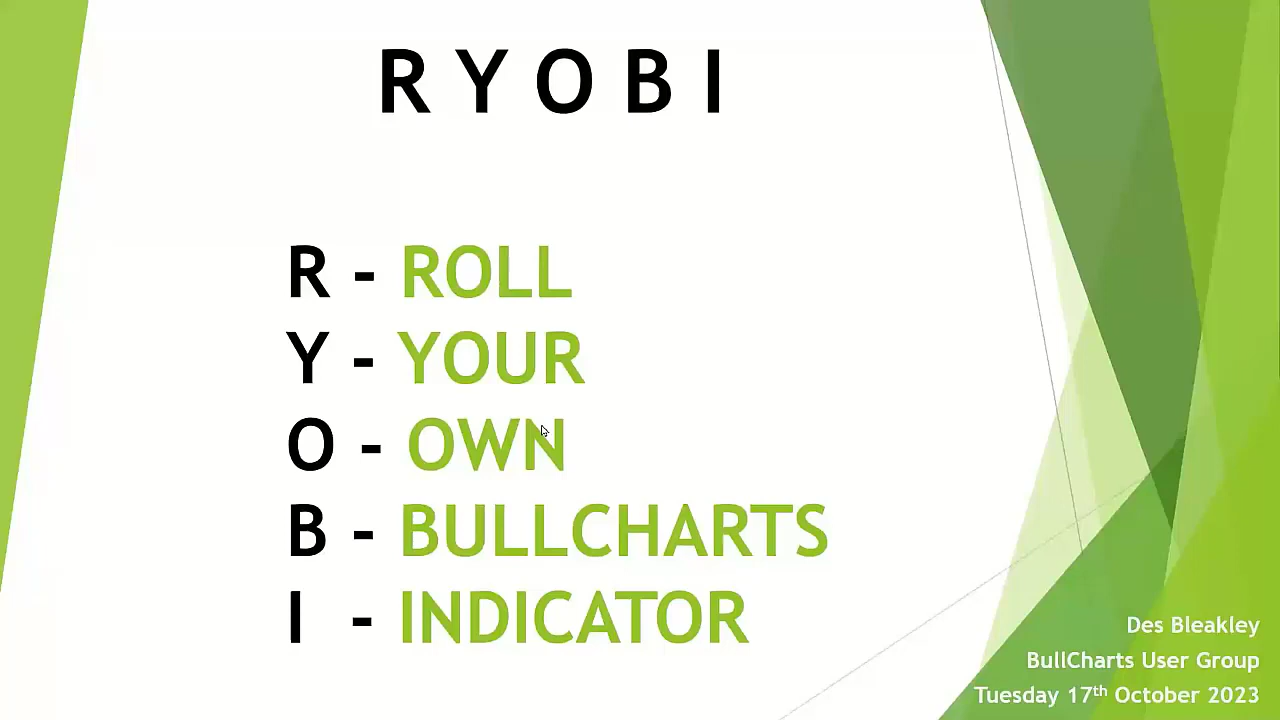 R Y O B I
R - ROLL
Y - YOUR
O - OWN
B - BULLCHARTS
I - INDICATOR
Des Bleakley
BullCharts User Group
Tuesday 17th October 2023